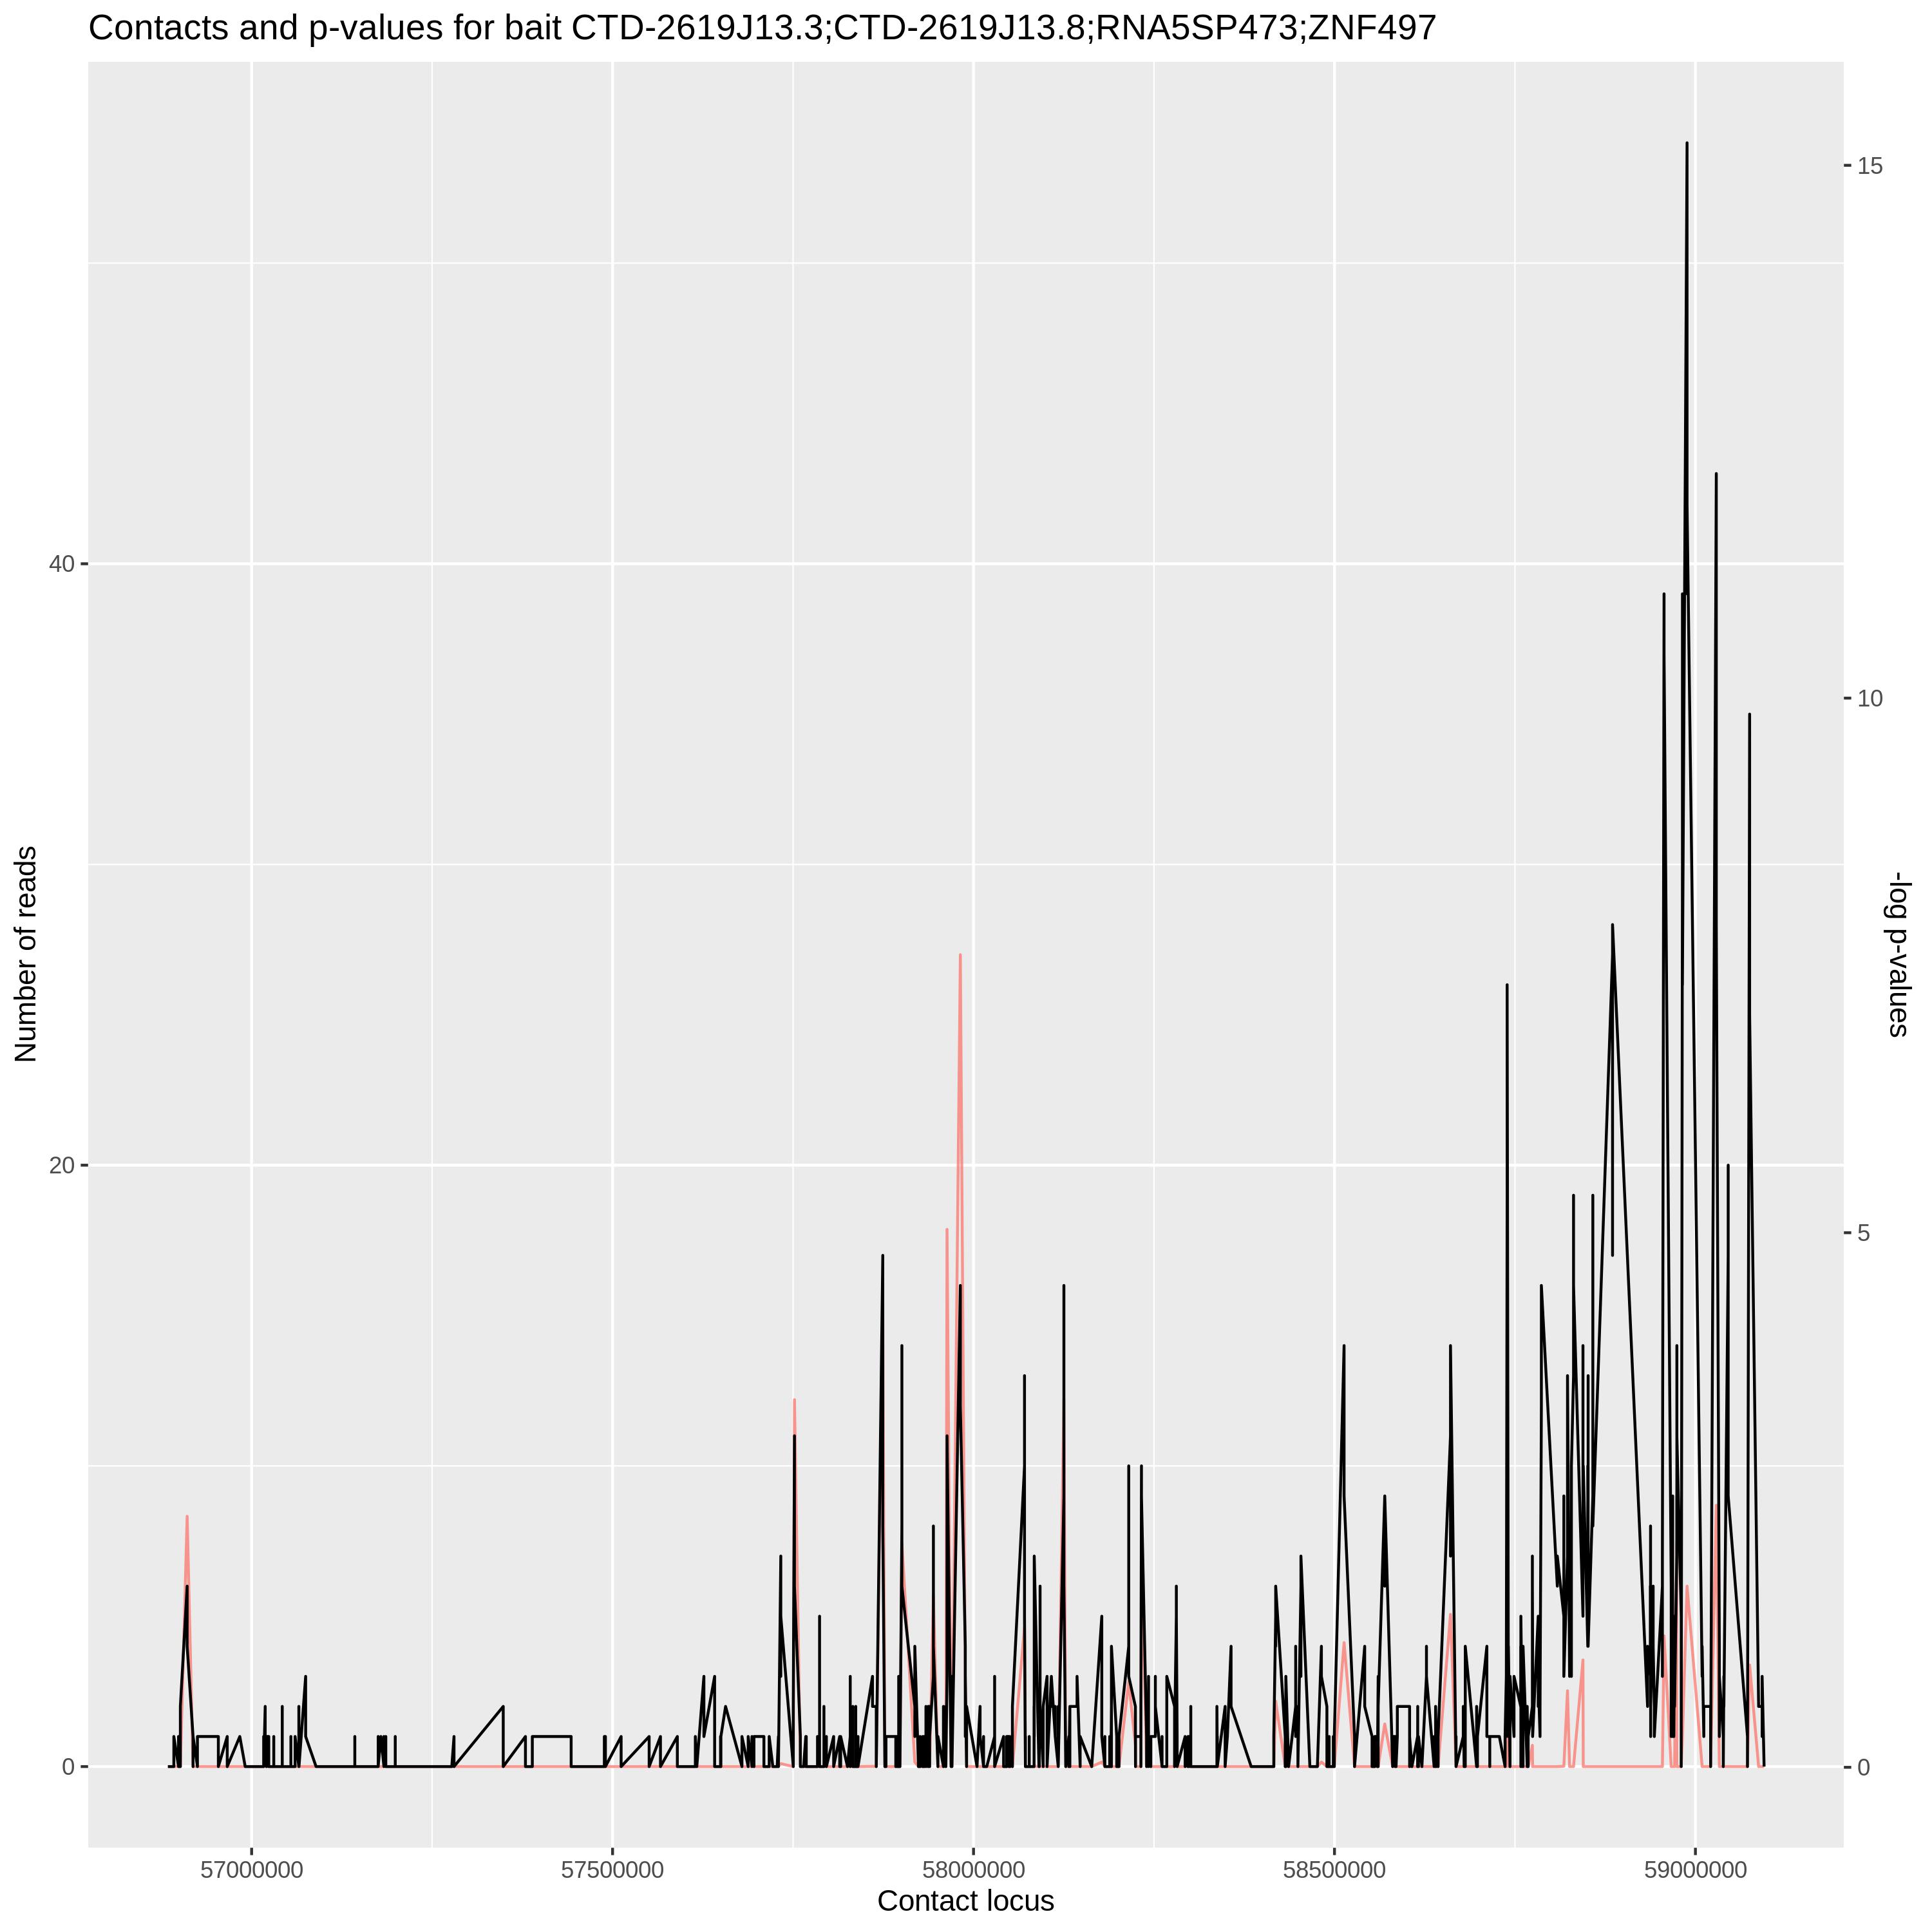 Contacts and p-values for bait CTD-2619J13.3;CTD-2619J13.8;RNA5SP473;ZNF497
15
40
10
Number of reads
-log p-values
20
5
0
0
57000000 57500000 58000000 58500000 59000000
Contact locus